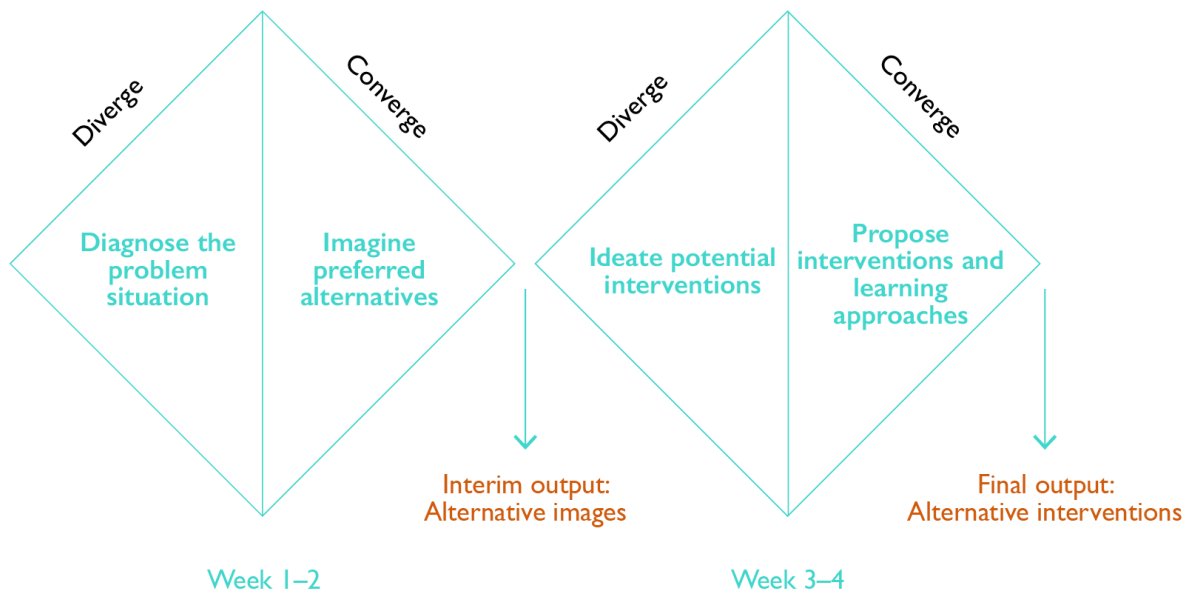 Diverge
Converge
Diagnose the
problem
situation
Imagine
preferred
alternatives
Interim output:
Alternative images
Week 1–2
Diverge
Converge
Ideate potential
interventions
Propose
interventions and
learning
approaches
Final output:
Alternative interventions
Week 3–4